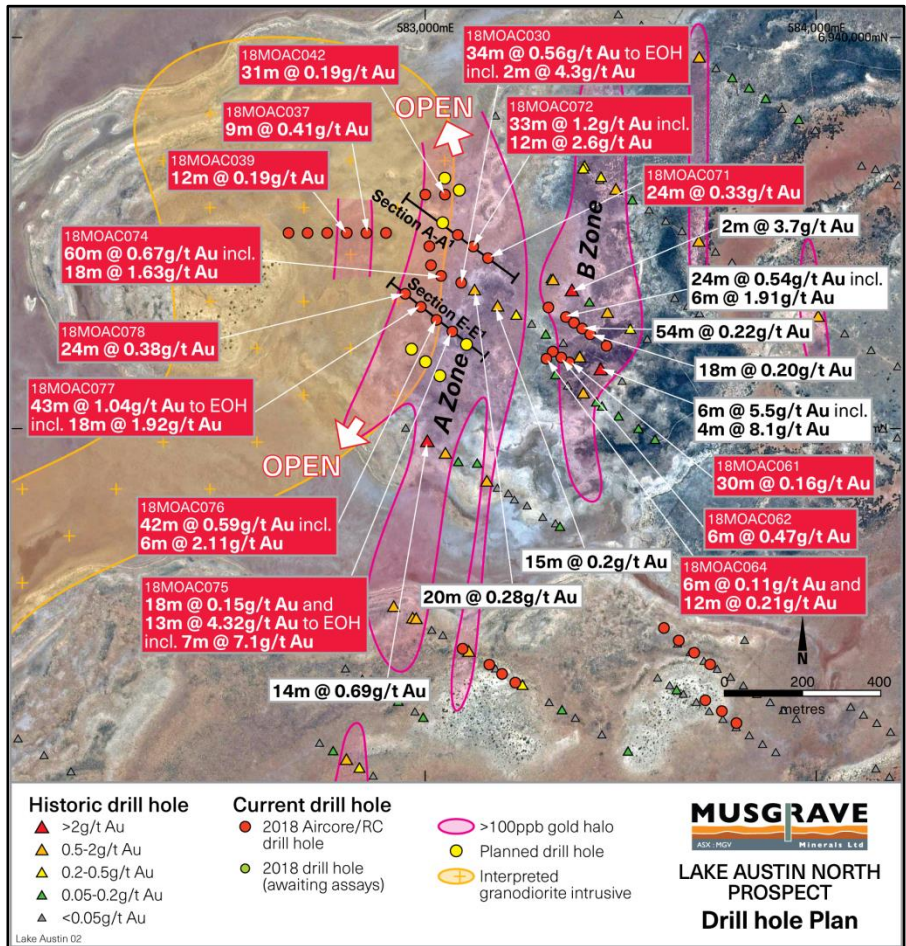 583,000mE
584,000mE
6,940,000mN
18MOAC030
34m @ 0.56g/t Au to EOH
incl. 2m @ 4.3g/t Au
18MOAC042
31m @ 0.19g/t Au
OPEN
18MOAC072
33m @ 1.2g/t Au incl.
12m @ 2.6g/t Au
18MOAC037
9m @ 0.41g/t Au
18MOAC039
12m @ 0.19g/t Au
18MOAC071
24m @ 0.33g/t Au
Section A-A¹
B Zone
2m @ 3.7g/t Au
18MOAC074
60m @ 0.67g/t Au incl.
18m @ 1.63g/t Au
24m @ 0.54g/t Au incl.
6m @ 1.91g/t Au
Section E-E¹
54m @ 0.22g/t Au
18MOAC078
24m @ 0.38g/t Au
18m @ 0.20g/t Au
18MOAC077
43m @ 1.04g/t Au to EOH
incl. 18m @ 1.92g/t Au
A Zone
6m @ 5.5g/t Au incl.
4m @ 8.1g/t Au
OPEN
18MOAC061
30m @ 0.16g/t Au
18MOAC076
42m @ 0.59g/t Au incl.
6m @ 2.11g/t Au
18MOAC062
6m @ 0.47g/t Au
15m @ 0.2g/t Au
18MOAC064
6m @ 0.11g/t Au and
12m @ 0.21g/t Au
18MOAC075
18m @ 0.15g/t Au and
13m @ 4.32g/t Au to EOH
incl. 7m @ 7.1g/t Au
20m @ 0.28g/t Au
14m @ 0.69g/t Au
N
0 200 400
metres
Historic drill hole
>2g/t Au
0.5-2g/t Au
0.2-0.5g/t Au
0.05-0.2g/t Au
<0.05g/t Au
Current drill hole
2018 Aircore/RC
drill hole
2018 drill hole
(awaiting assays)
>100ppb gold halo
Planned drill hole
Interpreted
granodiorite intrusive
MUSGRAVE
ASX : MGV Minerals Ltd
LAKE AUSTIN NORTH
PROSPECT
Drill hole Plan
Lake Austin 02